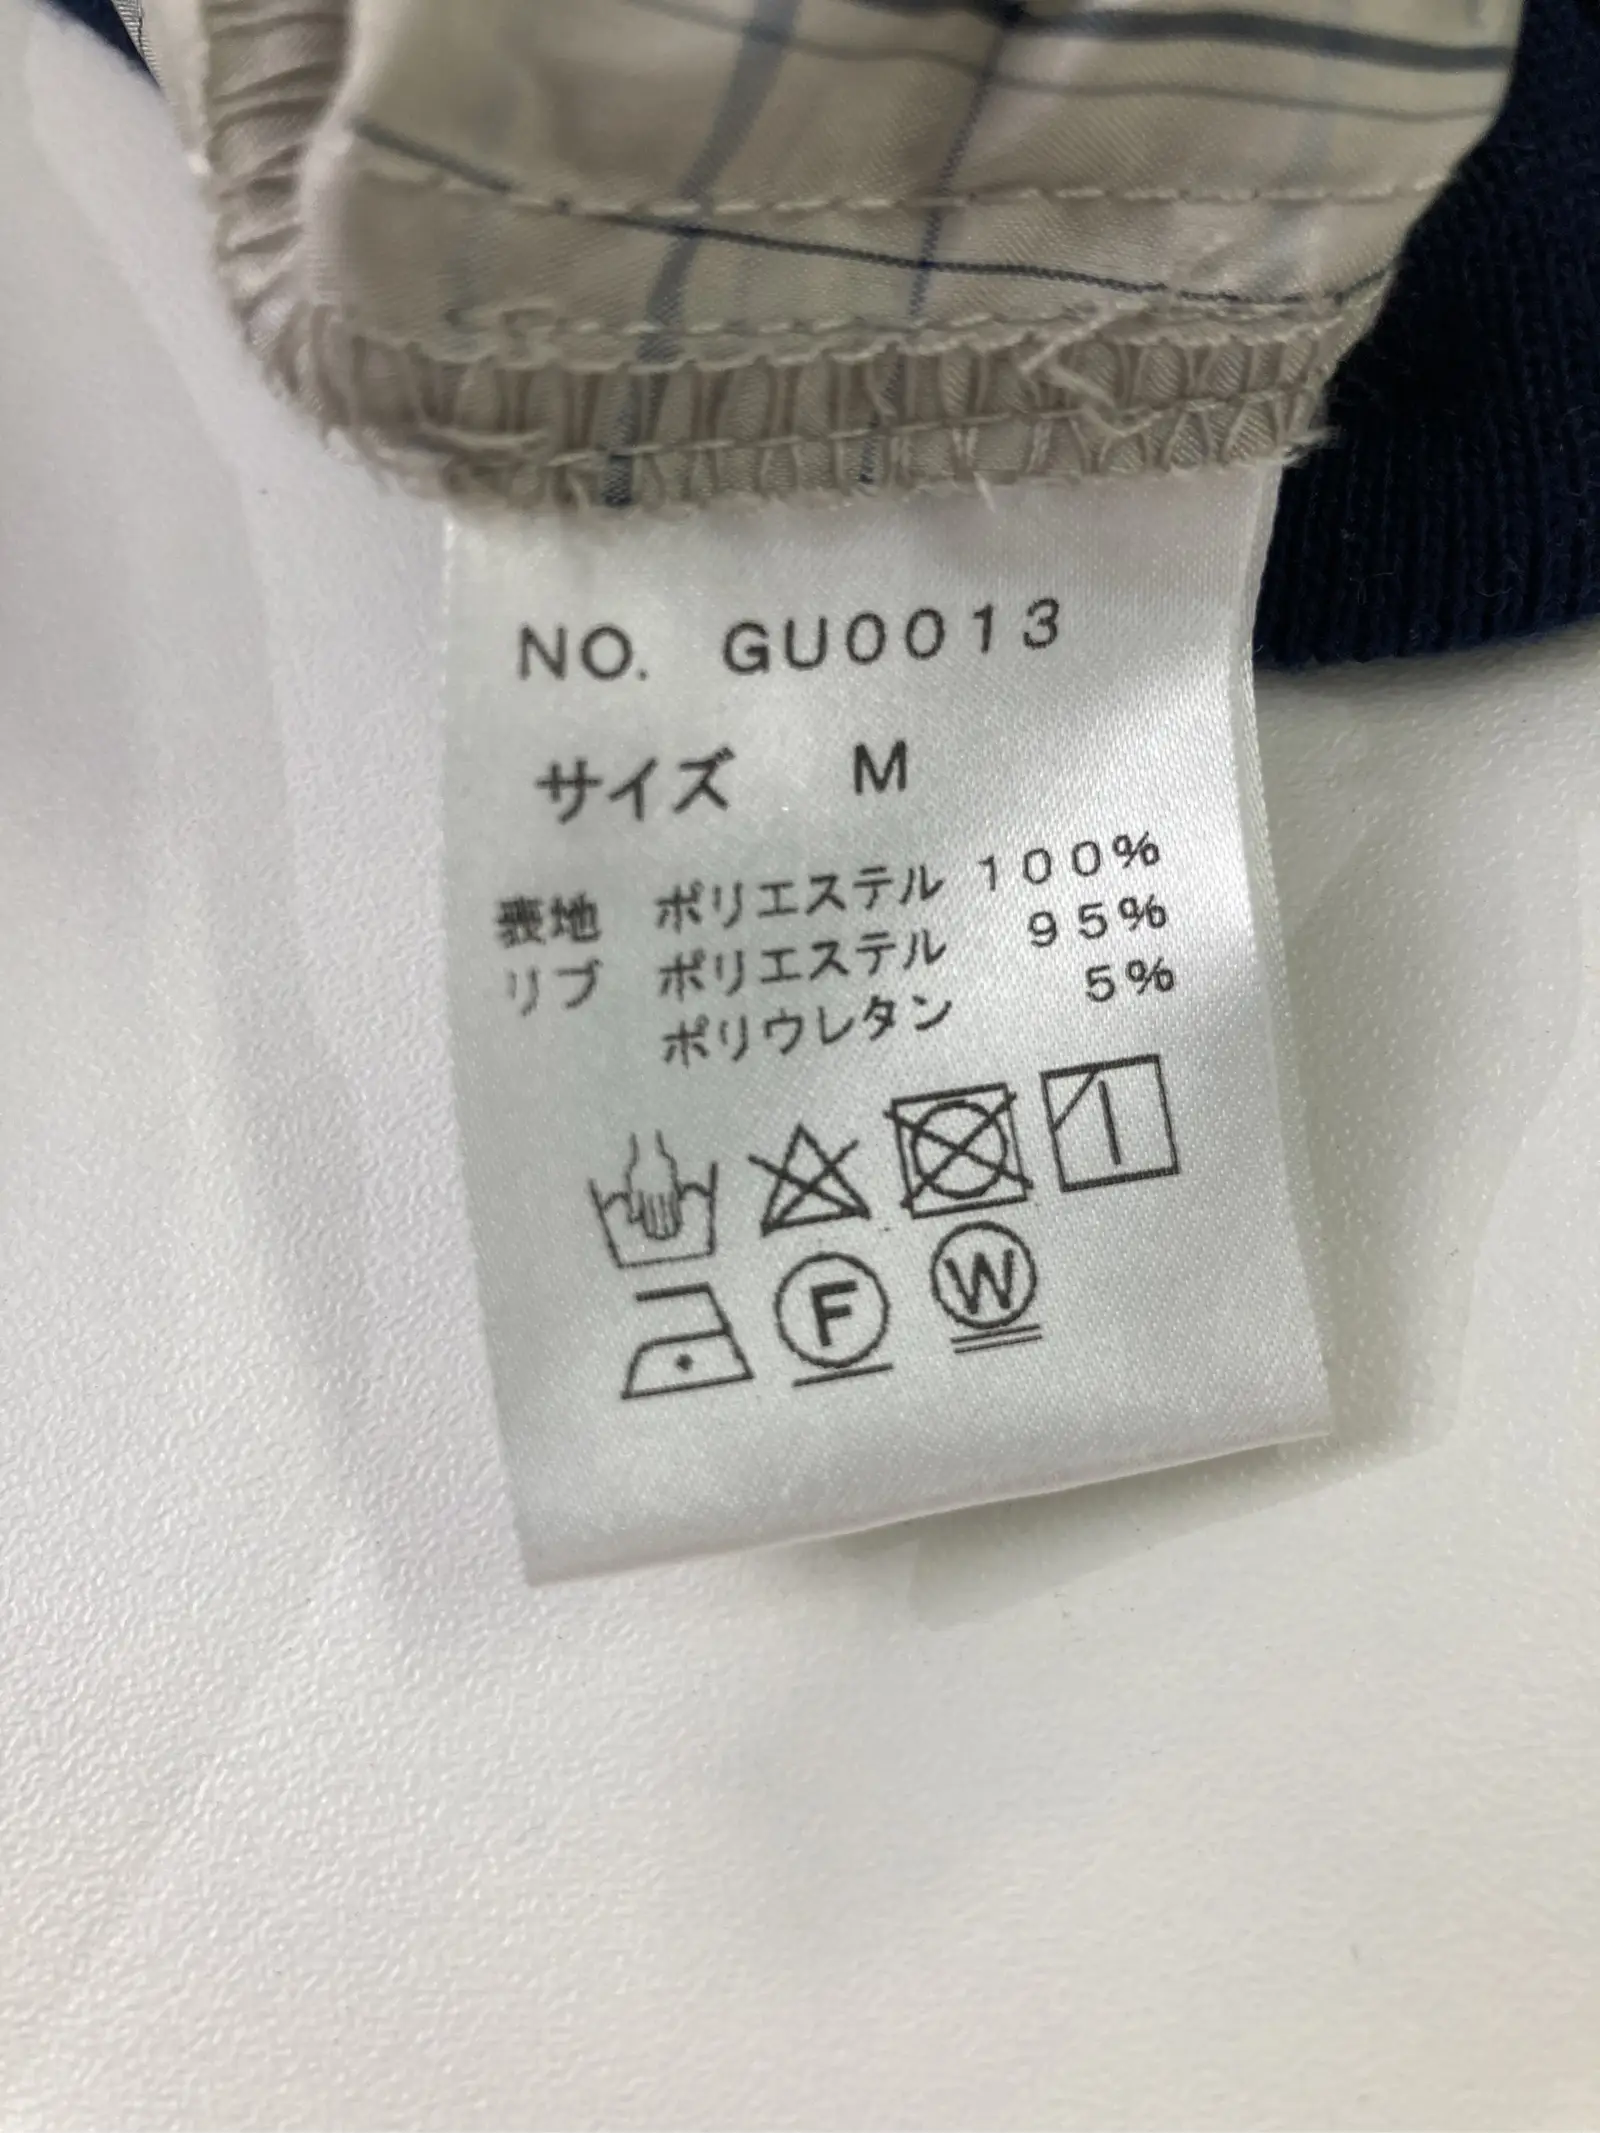 NO. GU0013
サイズ M
表地 ポリエステル 100%
リブ ポリエステル 95%
ポリウレタン 5%
F W